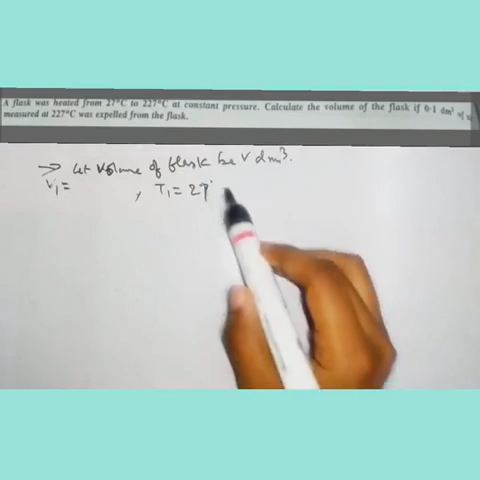 A flask was heated from 27°C to 227°C at constant pressure. Calculate the volume of the flask if 0·1 dm³ of
measured at 227°C was expelled from the flask.
→ let volume of flask be V dm³.
V₁= , T₁ = 27°